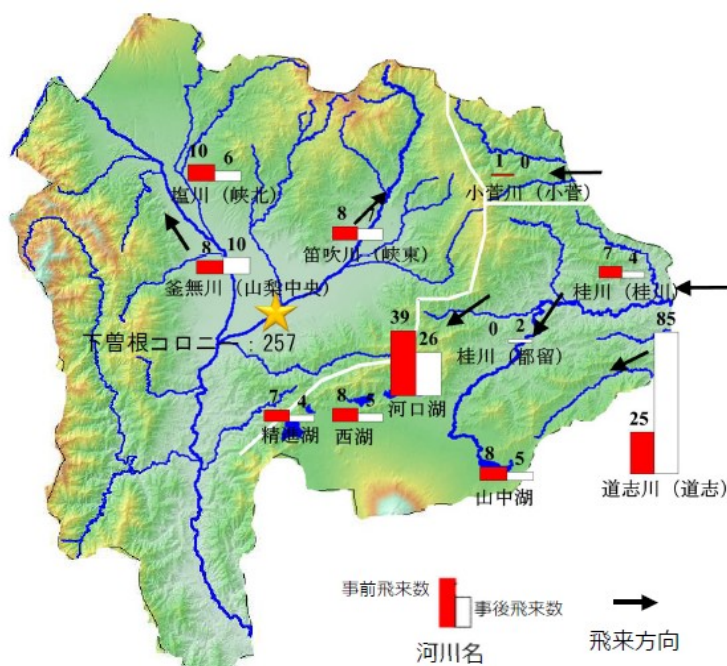 10 6
塩川（峡北）
1 0
小菅川（小菅）
8 7
笛吹川（峡東）
8 10
釜無川（山梨中央）
7 4
桂川（桂川）
下曽根コロニー：257
0 2
桂川（都留）
39 26
河口湖
85
25
道志川（道志）
7 4
精進湖
8 5
西湖
8 5
山中湖
事前飛来数
事後飛来数
河川名
飛来方向